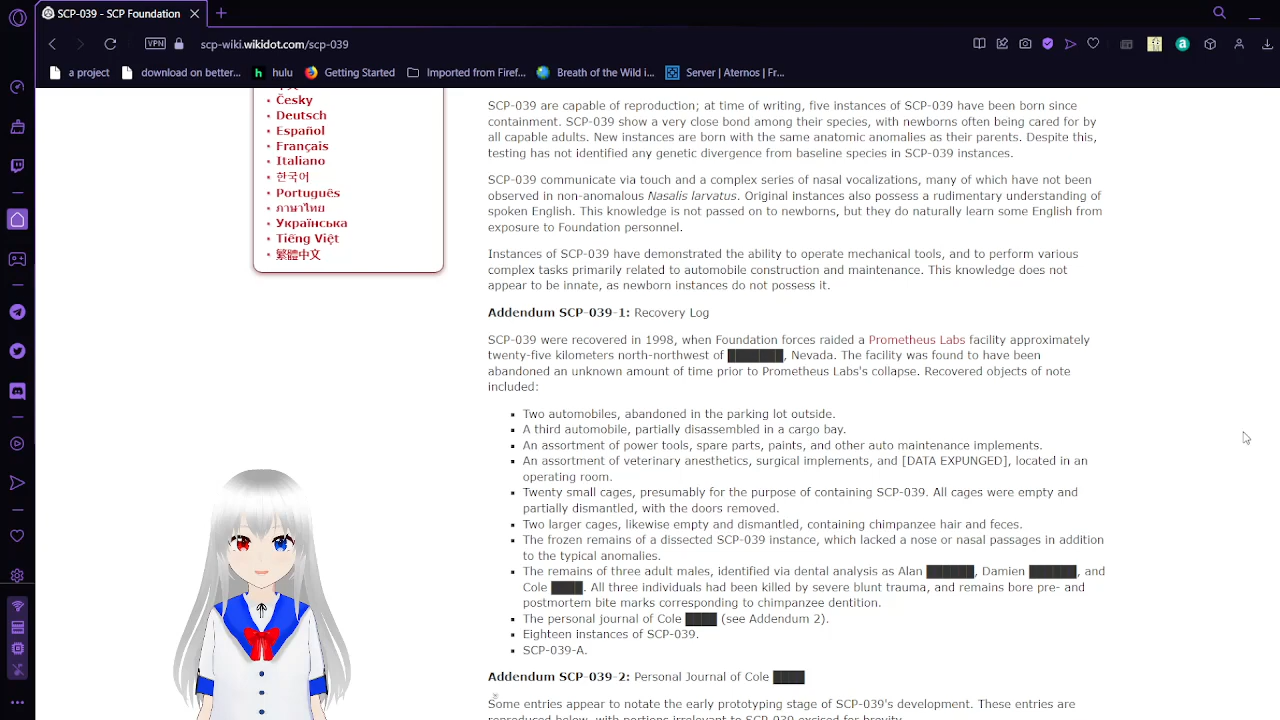 SCP-039 - SCP Foundation
VPN
scp-wiki.wikidot.com/scp-039
a project
download on better...
h
hulu
Getting Started
Imported from Firef...
Breath of the Wild i...
Server | Aternos | Fr...
Česky
Deutsch
Español
Français
Italiano
한국어
Português
ภาษาไทย
Українська
Tiếng Việt
繁體中文
SCP-039 are capable of reproduction; at time of writing, five instances of SCP-039 have been born since
containment. SCP-039 show a very close bond among their species, with newborns often being cared for by
all capable adults. New instances are born with the same anatomic anomalies as their parents. Despite this,
testing has not identified any genetic divergence from baseline species in SCP-039 instances.
SCP-039 communicate via touch and a complex series of nasal vocalizations, many of which have not been
observed in non-anomalous Nasalis larvatus. Original instances also possess a rudimentary understanding of
spoken English. This knowledge is not passed on to newborns, but they do naturally learn some English from
exposure to Foundation personnel.
Instances of SCP-039 have demonstrated the ability to operate mechanical tools, and to perform various
complex tasks primarily related to automobile construction and maintenance. This knowledge does not
appear to be innate, as newborn instances do not possess it.
Addendum SCP-039-1: Recovery Log
SCP-039 were recovered in 1998, when Foundation forces raided a Prometheus Labs facility approximately
twenty-five kilometers north-northwest of ███████, Nevada. The facility was found to have been
abandoned an unknown amount of time prior to Prometheus Labs's collapse. Recovered objects of note
included:
Two automobiles, abandoned in the parking lot outside.
A third automobile, partially disassembled in a cargo bay.
An assortment of power tools, spare parts, paints, and other auto maintenance implements.
An assortment of veterinary anesthetics, surgical implements, and [DATA EXPUNGED], located in an
operating room.
Twenty small cages, presumably for the purpose of containing SCP-039. All cages were empty and
partially dismantled, with the doors removed.
Two larger cages, likewise empty and dismantled, containing chimpanzee hair and feces.
The frozen remains of a dissected SCP-039 instance, which lacked a nose or nasal passages in addition
to the typical anomalies.
The remains of three adult males, identified via dental analysis as Alan ██████, Damien ██████, and
Cole ████. All three individuals had been killed by severe blunt trauma, and remains bore pre- and
postmortem bite marks corresponding to chimpanzee dentition.
The personal journal of Cole ████ (see Addendum 2).
Eighteen instances of SCP-039.
SCP-039-A.
Addendum SCP-039-2: Personal Journal of Cole ████
Some entries appear to notate the early prototyping stage of SCP-039's development. These entries are
reproduced below, with portions irrelevant to SCP-039 excised for brevity.